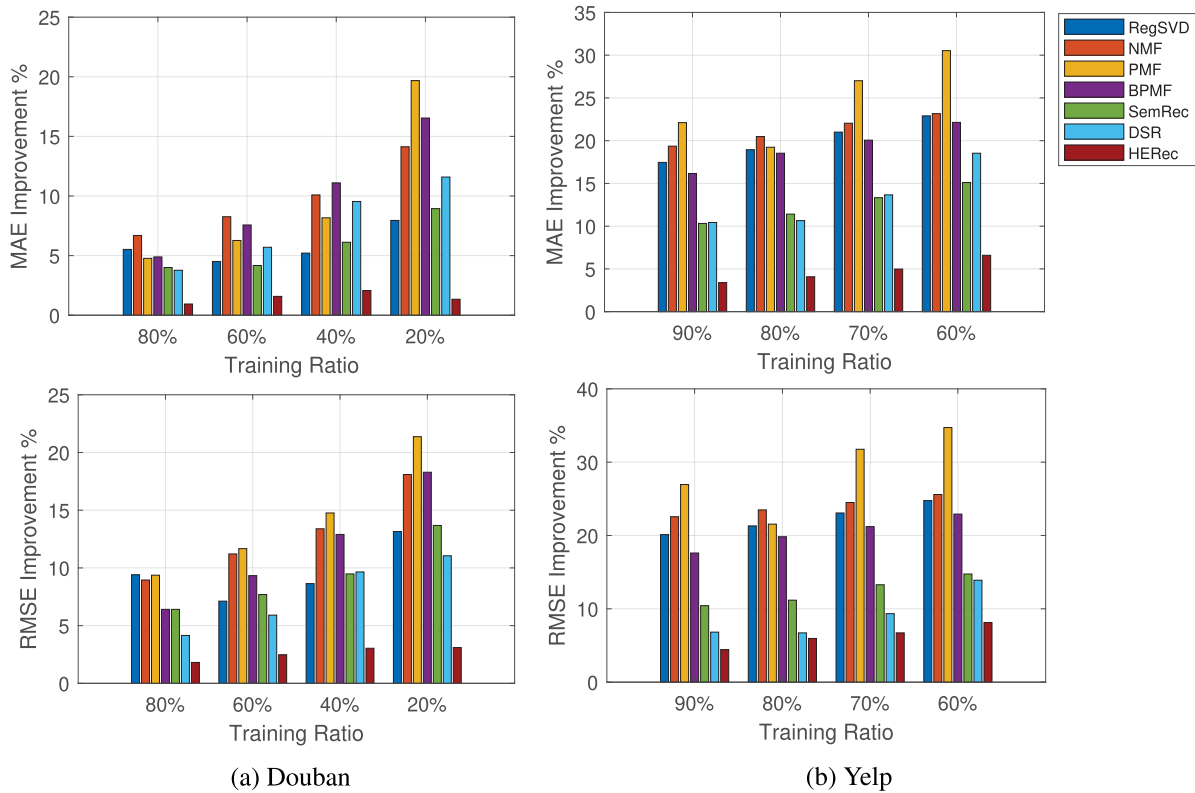 MAE Improvement %
25
20
15
10
5
0
80% 60% 40% 20%
Training Ratio
MAE Improvement %
35
30
25
20
15
10
5
0
90% 80% 70% 60%
Training Ratio
RegSVD
NMF
PMF
BPMF
SemRec
DSR
HERec
RMSE Improvement %
25
20
15
10
5
0
80% 60% 40% 20%
Training Ratio
(a) Douban
RMSE Improvement %
40
30
20
10
0
90% 80% 70% 60%
Training Ratio
(b) Yelp